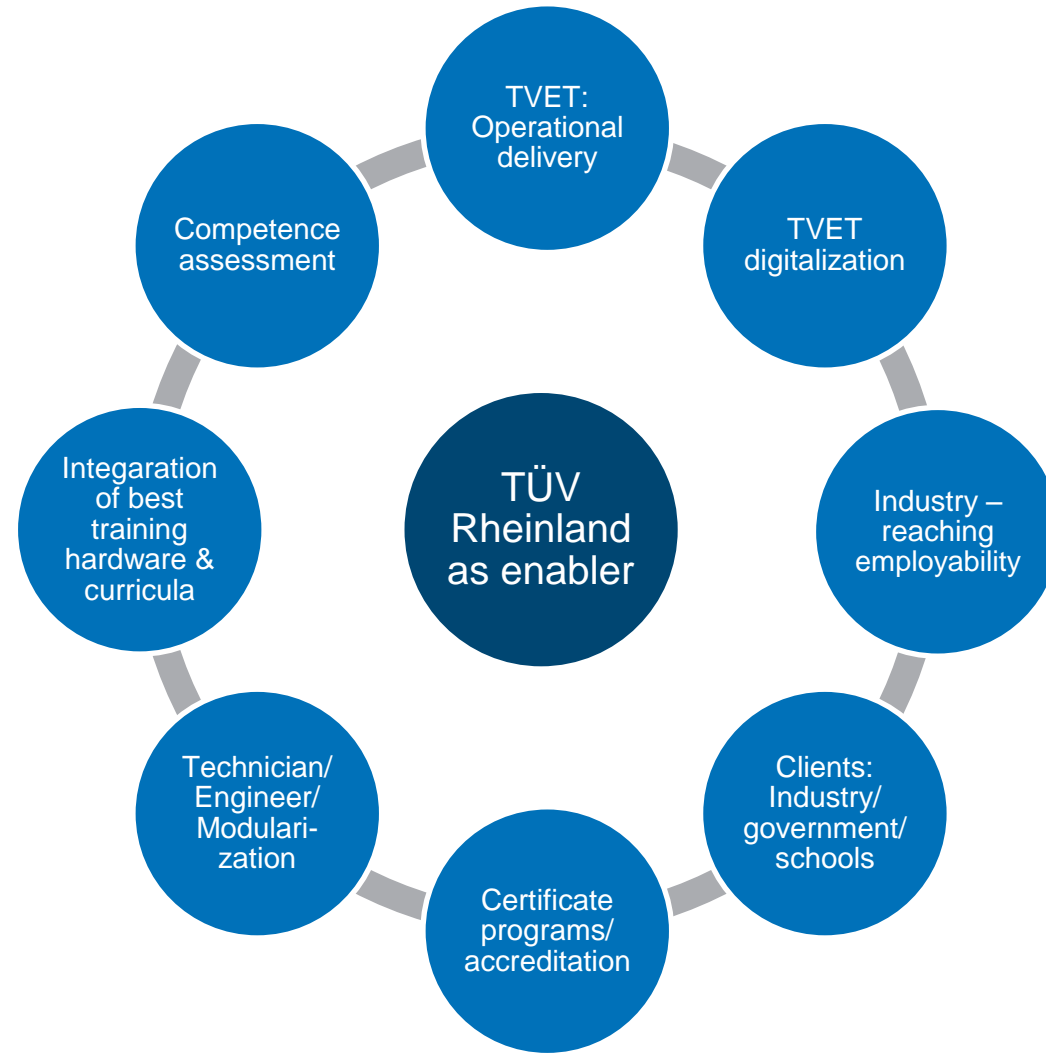 TVET:
Operational
delivery
TVET
digitalization
Industry –
reaching
employability
Clients:
Industry/
government/
schools
Certificate
programs/
accreditation
Technician/
Engineer/
Modulari-
zation
Integaration
of best
training
hardware &
curricula
Competence
assessment
TÜV
Rheinland
as enabler